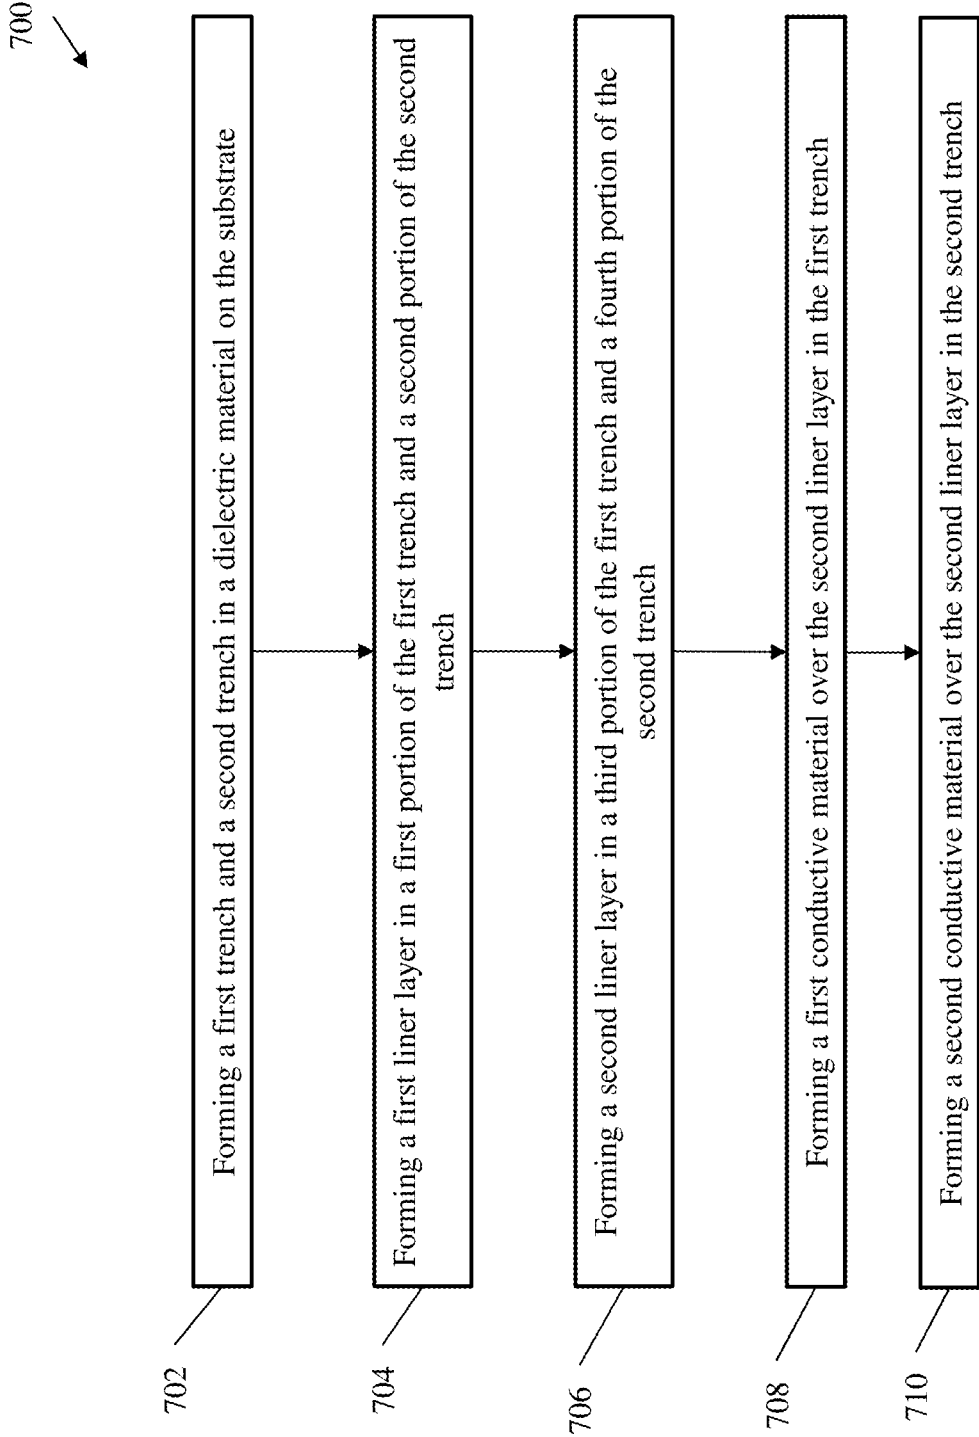 700
702
Forming a first trench and a second trench in a dielectric material on the substrate
704
Forming a first liner layer in a first portion of the first trench and a second portion of the second
trench
706
Forming a second liner layer in a third portion of the first trench and a fourth portion of the
second trench
708
Forming a first conductive material over the second liner layer in the first trench
710
Forming a second conductive material over the second liner layer in the second trench